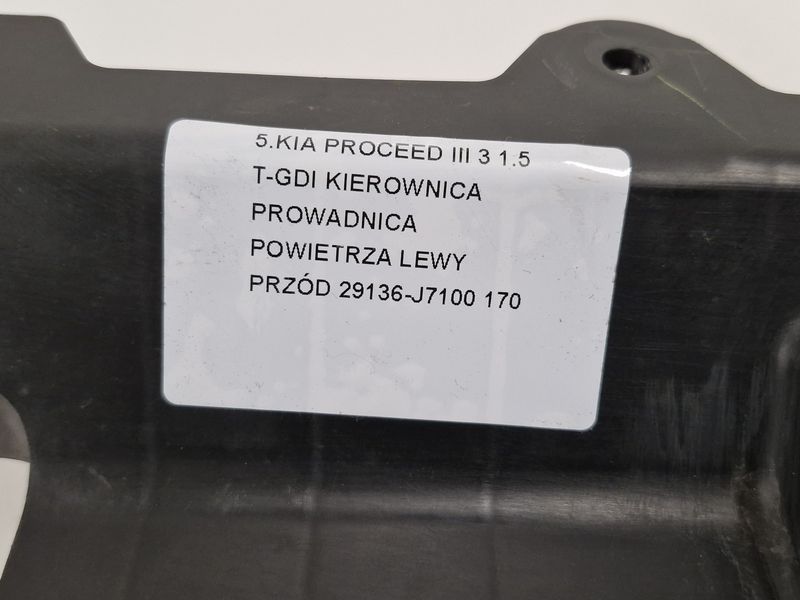 5.KIA PROCEED III 3 1.5
T-GDI KIEROWNICA
PROWADNICA
POWIETRZA LEWY
PRZÓD 29136-J7100 170